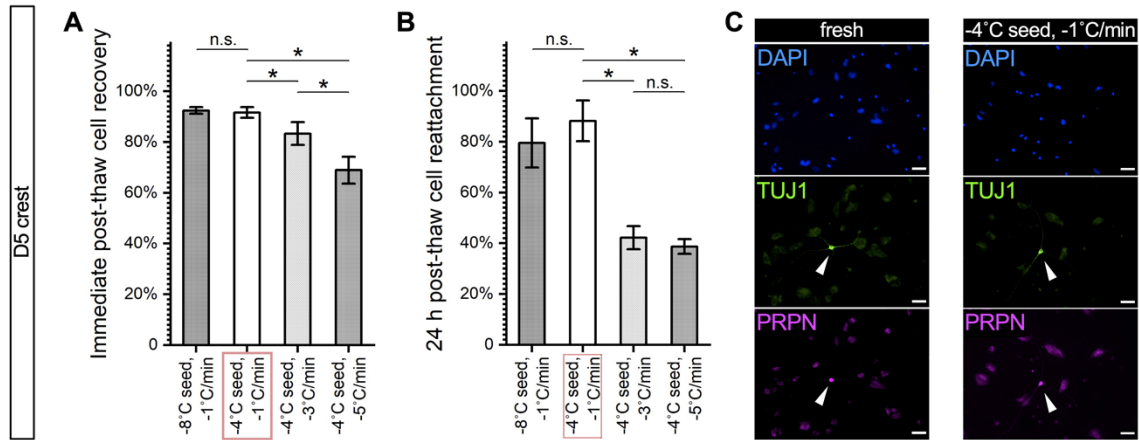 D5 crest
A
Immediate post-thaw cell recovery
100%
80%
60%
40%
20%
0
n.s.
*
*
*
-8˚C seed,
-1˚C/min
-4˚C seed,
-1˚C/min
-4˚C seed,
-3˚C/min
-4˚C seed,
-5˚C/min
B
24 h post-thaw cell reattachment
100%
80%
60%
40%
20%
0
n.s.
*
*
n.s.
-8˚C seed,
-1˚C/min
-4˚C seed,
-1˚C/min
-4˚C seed,
-3˚C/min
-4˚C seed,
-5˚C/min
C
fresh
-4˚C seed, -1˚C/min
DAPI
DAPI
TUJ1
TUJ1
PRPN
PRPN